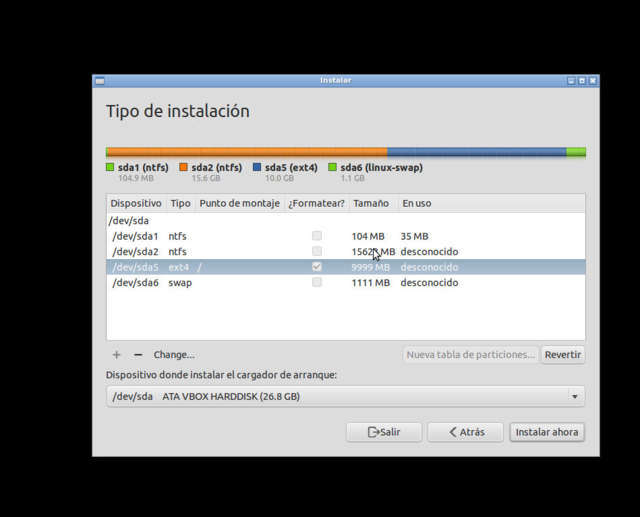 Instalar
Tipo de instalación
sda1 (ntfs) sda2 (ntfs) sda5 (ext4) sda6 (linux-swap)
104.9 MB 15.6 GB 10.0 GB 1.1 GB
Dispositivo Tipo Punto de montaje ¿Formatear? Tamaño En uso
/dev/sda
/dev/sda1 ntfs 104 MB 35 MB
/dev/sda2 ntfs MB desconocido
/dev/sda5 ext4 / 9999 MB desconocido
/dev/sda6 swap 1111 MB desconocido
+ − Change... Nueva tabla de particiones... Revertir
Dispositivo donde instalar el cargador de arranque:
/dev/sda ATA VBOX HARDDISK (26.8 GB)
Salir Atrás Instalar ahora